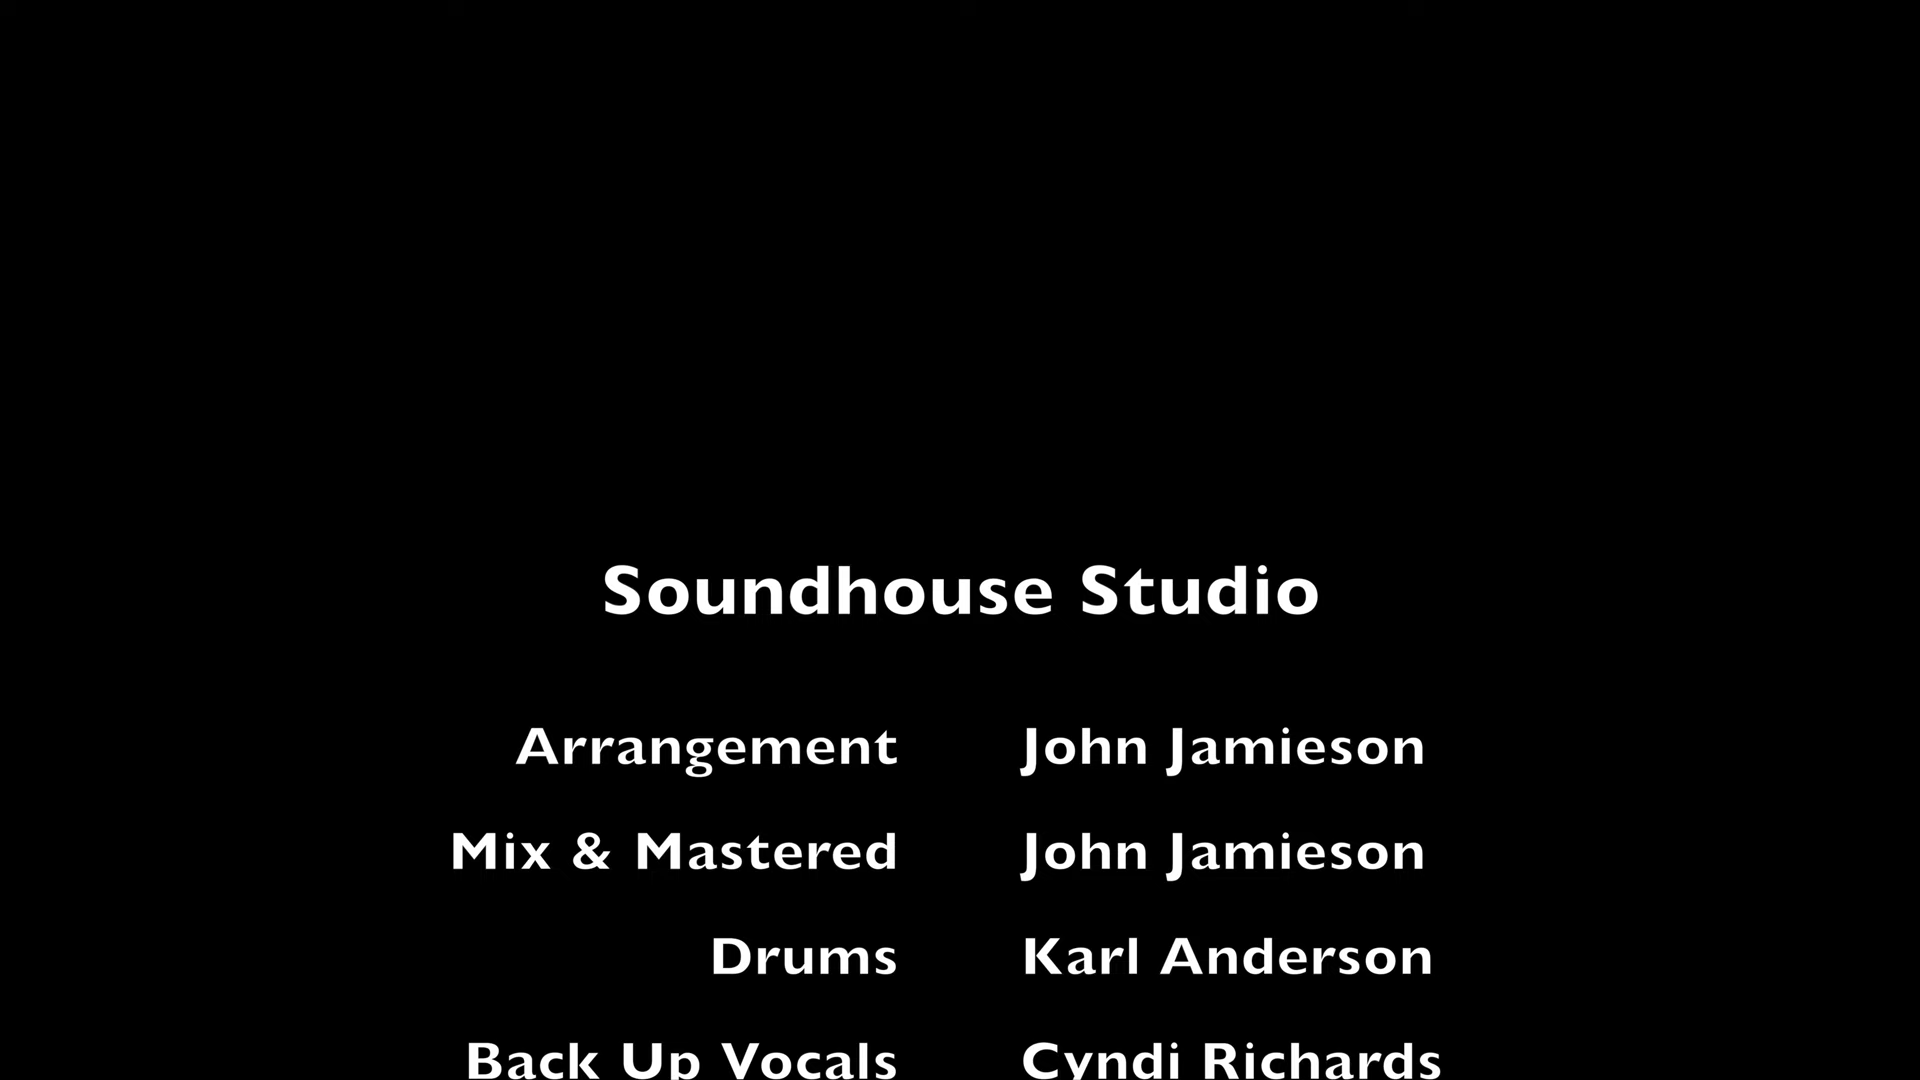 Soundhouse Studio
Arrangement John Jamieson
Mix & Mastered John Jamieson
Drums Karl Anderson
Back Up Vocals Cyndi Richards